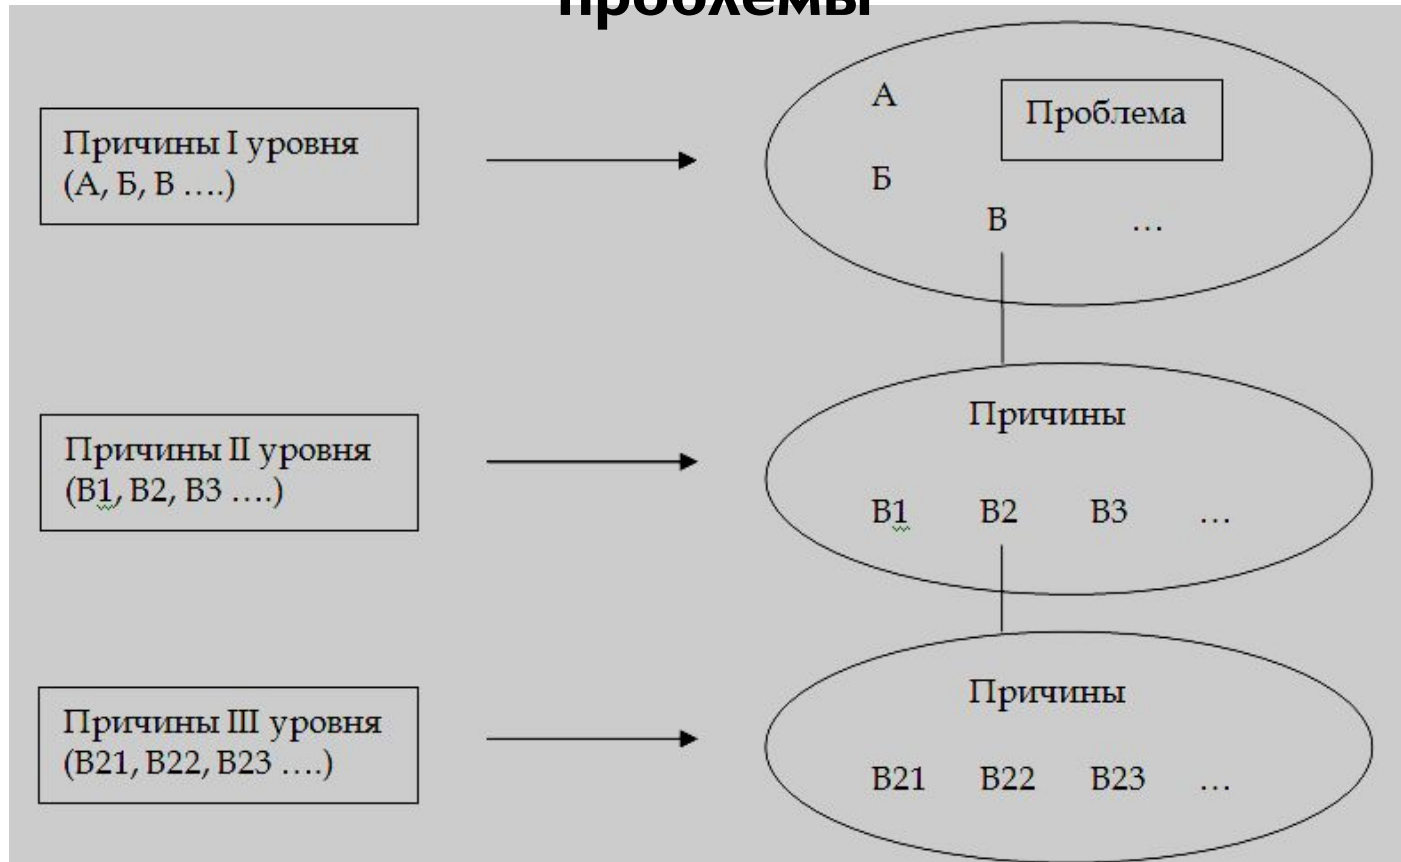 проблемы
Причины I уровня
(А, Б, В ....)
А
Проблема
Б
В ...
Причины II уровня
(В1, В2, В3 ....)
Причины
В1 В2 В3 ...
Причины III уровня
(В21, В22, В23 ....)
Причины
В21 В22 В23 ...